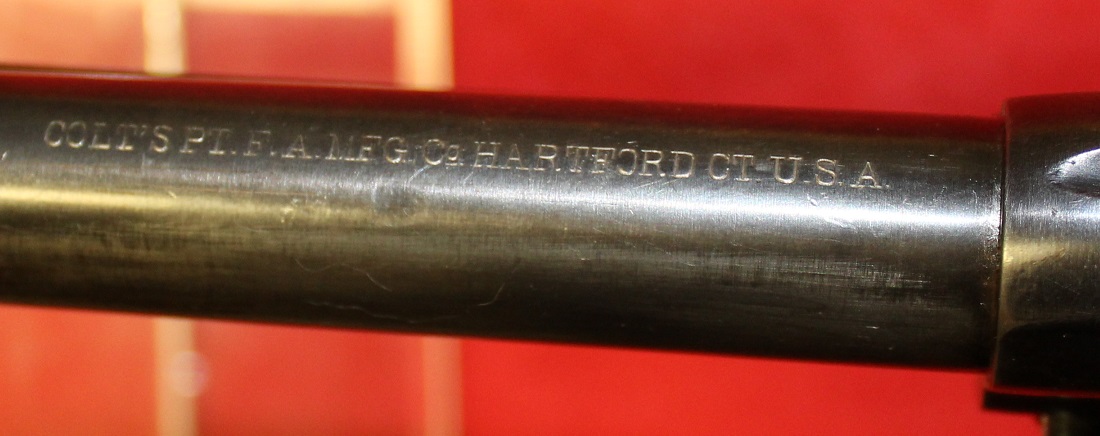 COLT'S PT. F. A. MFG. Co. HARTFORD CT. U.S.A.